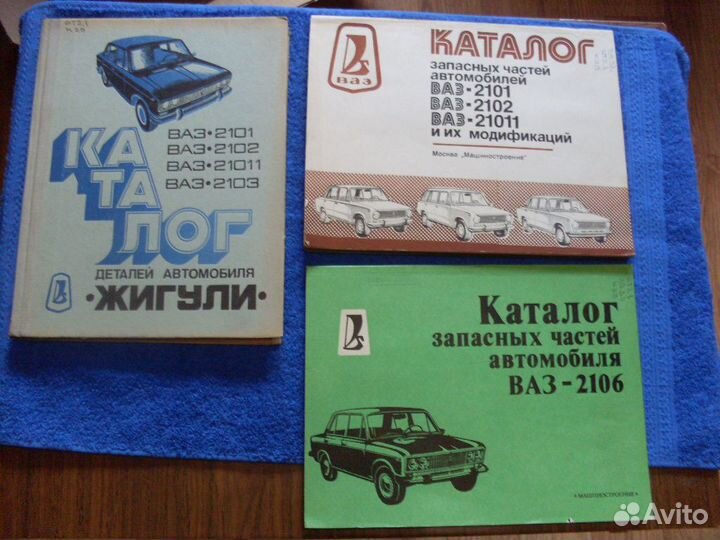 ВАЗ•2101
ВАЗ•2102
ВАЗ•21011
ВАЗ•2103
КА
ТА
ЛОГ
ДЕТАЛЕЙ АВТОМОБИЛЯ
•ЖИГУЛИ•
ВАЗ
КАТАЛОГ
запасных частей
автомобилей
ВАЗ-2101
ВАЗ-2102
ВАЗ-21011
и их модификаций
Москва „Машиностроение"
Каталог
запасных частей
автомобиля
ВАЗ-2106
«МАШИНОСТРОЕНИЕ»
Avito